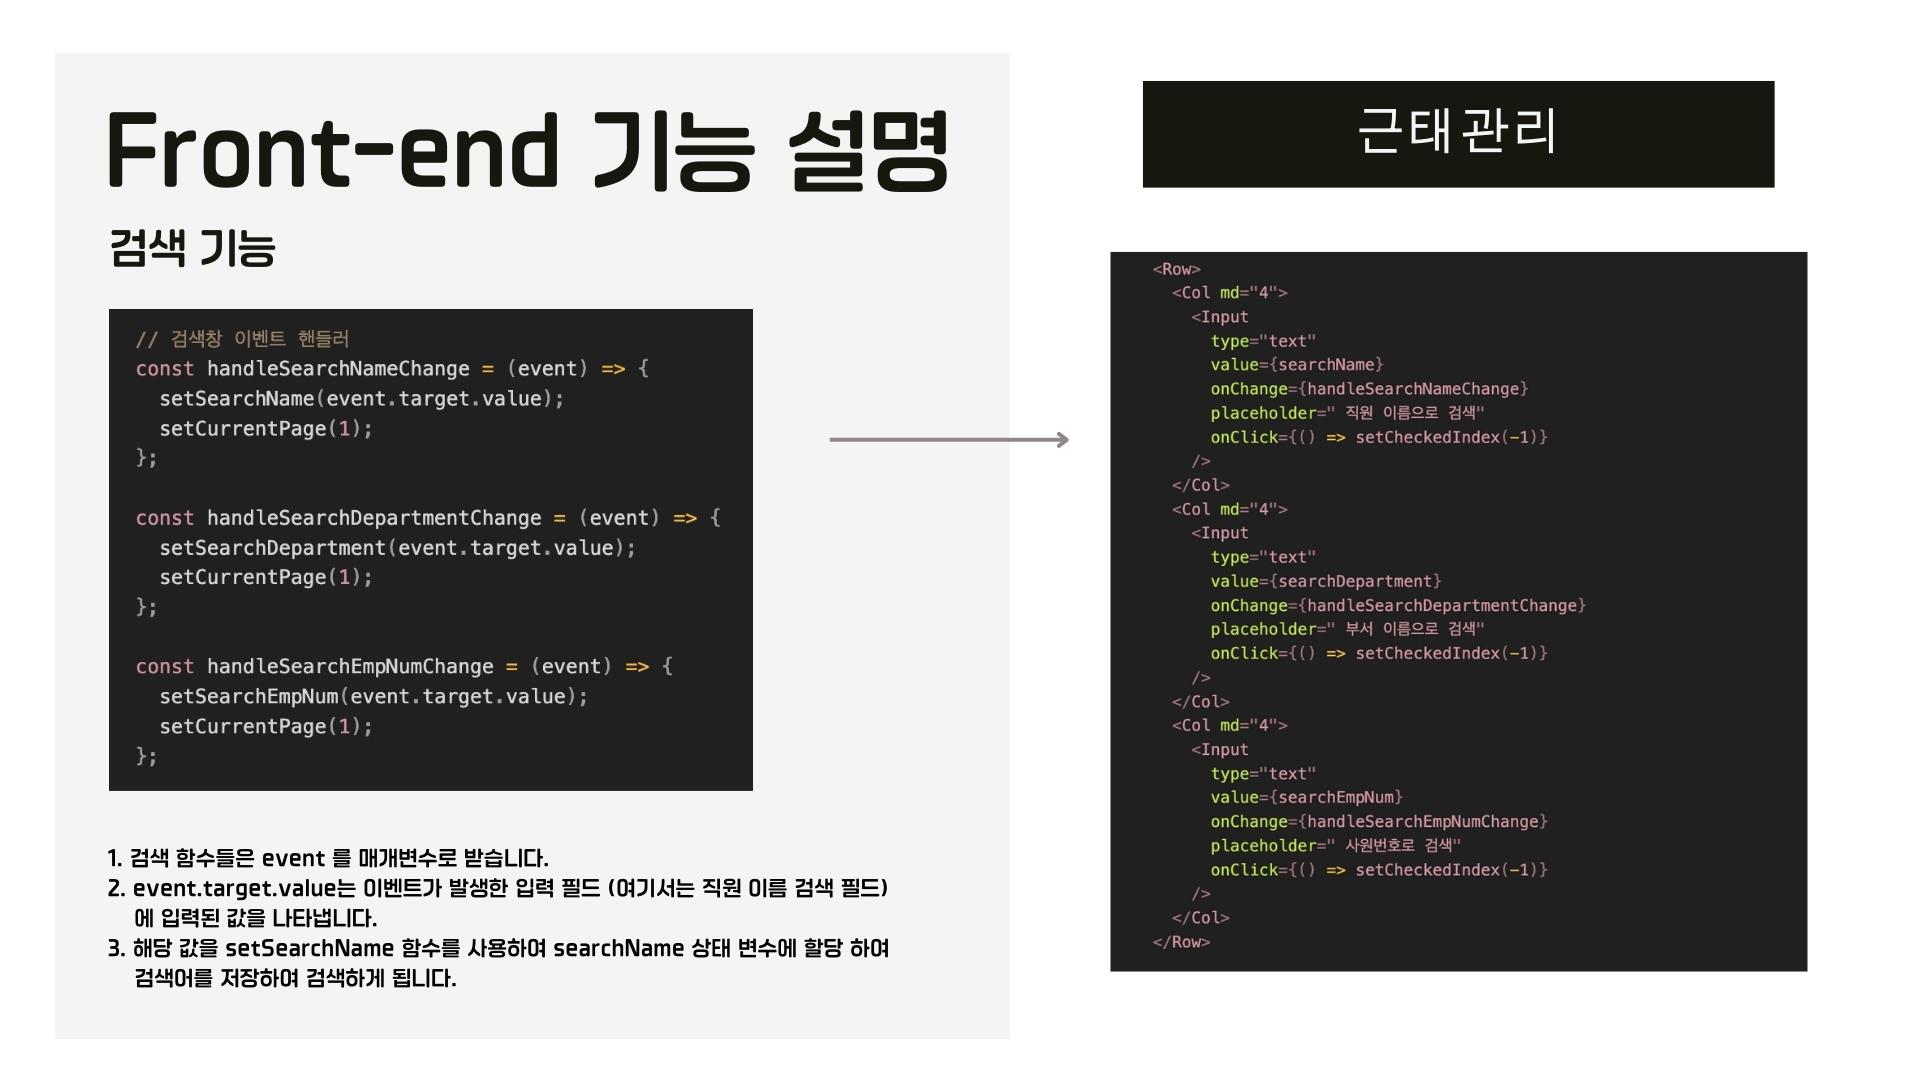 Front-end 기능 설명
검색 기능
// 검색창 이벤트 핸들러
const handleSearchNameChange = (event) => {
  setSearchName(event.target.value);
  setCurrentPage(1);
};

const handleSearchDepartmentChange = (event) => {
  setSearchDepartment(event.target.value);
  setCurrentPage(1);
};

const handleSearchEmpNumChange = (event) => {
  setSearchEmpNum(event.target.value);
  setCurrentPage(1);
};
1. 검색 함수들은 event 를 매개변수로 받습니다.
2. event.target.value는 이벤트가 발생한 입력 필드 (여기서는 직원 이름 검색 필드)
에 입력된 값을 나타냅니다.
3. 해당 값을 setSearchName 함수를 사용하여 searchName 상태 변수에 할당 하여
검색어를 저장하여 검색하게 됩니다.
근태관리
<Row>
  <Col md="4">
    <Input
      type="text"
      value={searchName}
      onChange={handleSearchNameChange}
      placeholder=" 직원 이름으로 검색"
      onClick={() => setCheckedIndex(-1)}
    />
  </Col>
  <Col md="4">
    <Input
      type="text"
      value={searchDepartment}
      onChange={handleSearchDepartmentChange}
      placeholder=" 부서 이름으로 검색"
      onClick={() => setCheckedIndex(-1)}
    />
  </Col>
  <Col md="4">
    <Input
      type="text"
      value={searchEmpNum}
      onChange={handleSearchEmpNumChange}
      placeholder=" 사원번호로 검색"
      onClick={() => setCheckedIndex(-1)}
    />
  </Col>
</Row>